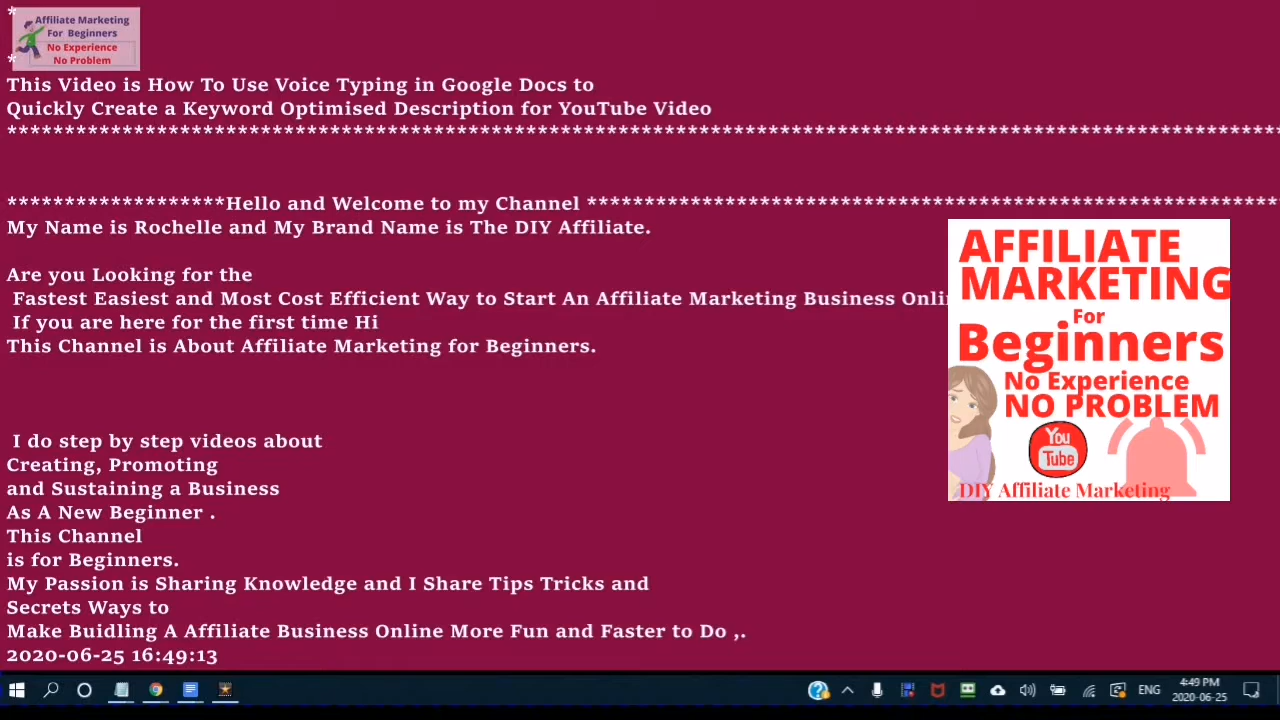 *
Affiliate Marketing
For Beginners
No Experience
No Problem
*
This Video is How To Use Voice Typing in Google Docs to
Quickly Create a Keyword Optimised Description for YouTube Video
****************************************************************************************************************
*******************Hello and Welcome to my Channel ************************************************************
My Name is Rochelle and My Brand Name is The DIY Affiliate.
Are you Looking for the
Fastest Easiest and Most Cost Efficient Way to Start An Affiliate Marketing Business
If you are here for the first time Hi
This Channel is About Affiliate Marketing for Beginners.
I do step by step videos about
Creating, Promoting
and Sustaining a Business
As A New Beginner .
This Channel
is for Beginners.
My Passion is Sharing Knowledge and I Share Tips Tricks and
Secrets Ways to
Make Buidling A Affiliate Business Online More Fun and Faster to Do ,.
2020-06-25 16:49:13
AFFILIATE
MARKETING
For
Beginners
No Experience
NO PROBLEM
You
Tube
DIY Affiliate Marketing
ENG
4:49 PM
2020-06-25